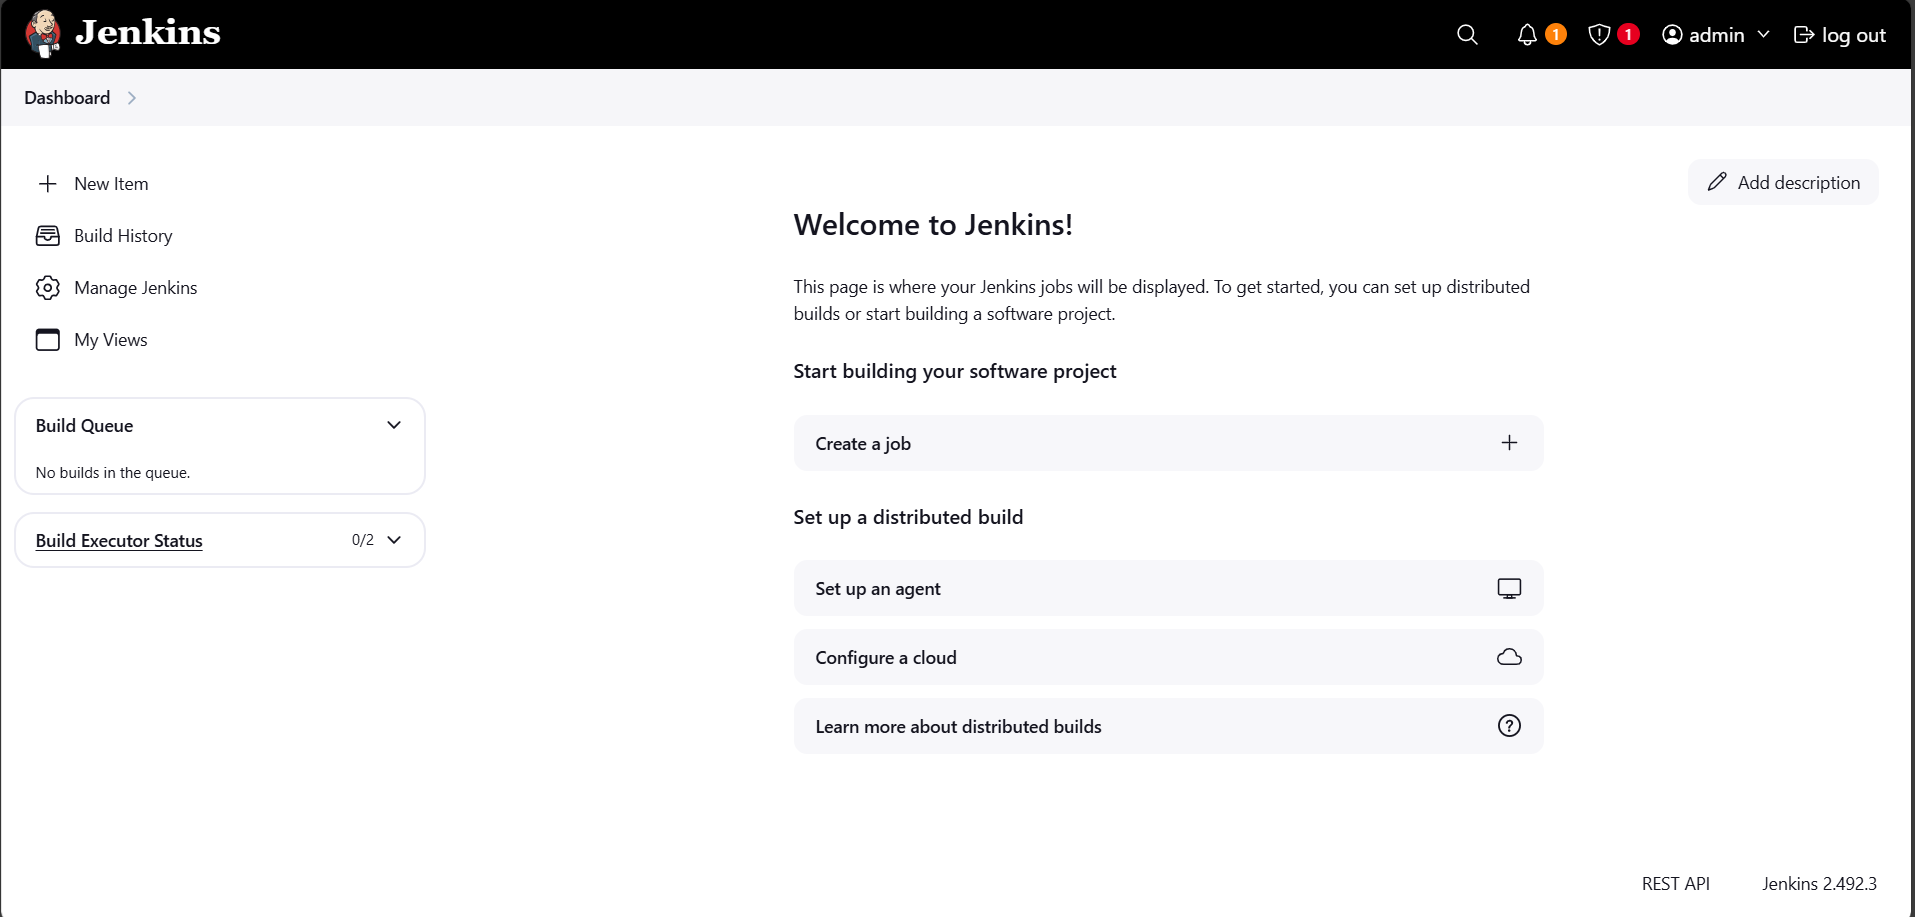 Jenkins
1
1
admin
log out
Dashboard
New Item
Build History
Manage Jenkins
My Views
Build Queue
No builds in the queue.
Build Executor Status
0/2
Add description
Welcome to Jenkins!
This page is where your Jenkins jobs will be displayed. To get started, you can set up distributed
builds or start building a software project.
Start building your software project
Create a job
Set up a distributed build
Set up an agent
Configure a cloud
Learn more about distributed builds
REST API
Jenkins 2.492.3